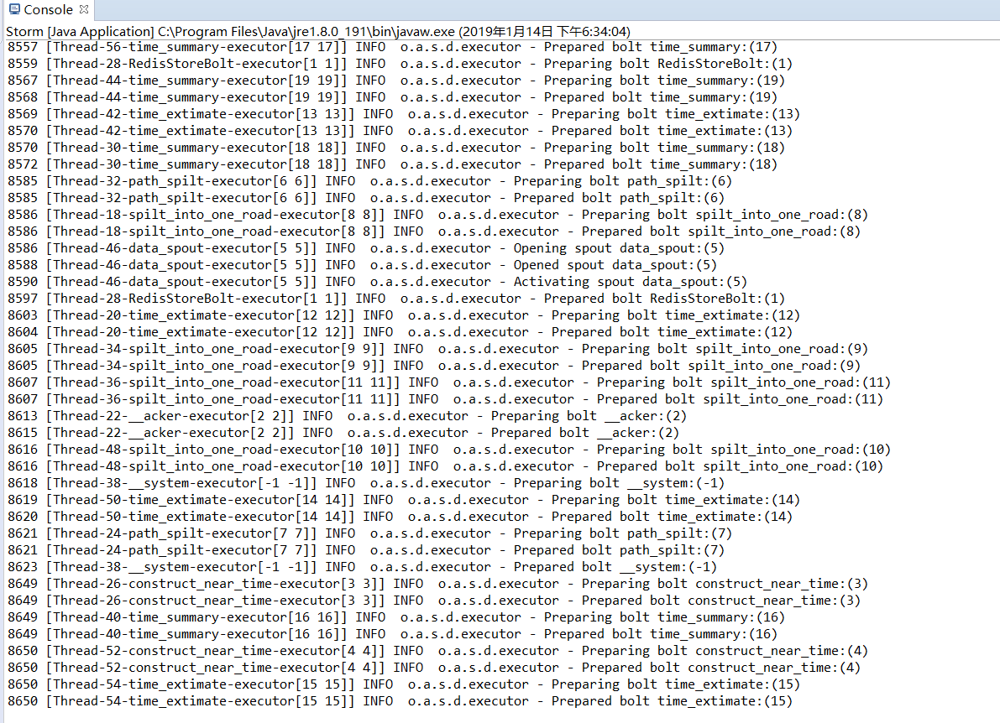 Console
Storm [Java Application] C:\Program Files\Java\jre1.8.0_191\bin\javaw.exe (2019年1月14日 下午6:34:04)
8557 [Thread-56-time_summary-executor[17 17]] INFO  o.a.s.d.executor - Prepared bolt time_summary:(17)
8559 [Thread-28-RedisStoreBolt-executor[1 1]] INFO  o.a.s.d.executor - Preparing bolt RedisStoreBolt:(1)
8567 [Thread-44-time_summary-executor[19 19]] INFO  o.a.s.d.executor - Preparing bolt time_summary:(19)
8568 [Thread-44-time_summary-executor[19 19]] INFO  o.a.s.d.executor - Prepared bolt time_summary:(19)
8569 [Thread-42-time_extimate-executor[13 13]] INFO  o.a.s.d.executor - Preparing bolt time_extimate:(13)
8570 [Thread-42-time_extimate-executor[13 13]] INFO  o.a.s.d.executor - Prepared bolt time_extimate:(13)
8570 [Thread-30-time_summary-executor[18 18]] INFO  o.a.s.d.executor - Preparing bolt time_summary:(18)
8572 [Thread-30-time_summary-executor[18 18]] INFO  o.a.s.d.executor - Prepared bolt time_summary:(18)
8585 [Thread-32-path_spilt-executor[6 6]] INFO  o.a.s.d.executor - Preparing bolt path_spilt:(6)
8585 [Thread-32-path_spilt-executor[6 6]] INFO  o.a.s.d.executor - Prepared bolt path_spilt:(6)
8586 [Thread-18-spilt_into_one_road-executor[8 8]] INFO  o.a.s.d.executor - Preparing bolt spilt_into_one_road:(8)
8586 [Thread-18-spilt_into_one_road-executor[8 8]] INFO  o.a.s.d.executor - Prepared bolt spilt_into_one_road:(8)
8586 [Thread-46-data_spout-executor[5 5]] INFO  o.a.s.d.executor - Opening spout data_spout:(5)
8588 [Thread-46-data_spout-executor[5 5]] INFO  o.a.s.d.executor - Opened spout data_spout:(5)
8590 [Thread-46-data_spout-executor[5 5]] INFO  o.a.s.d.executor - Activating spout data_spout:(5)
8597 [Thread-28-RedisStoreBolt-executor[1 1]] INFO  o.a.s.d.executor - Prepared bolt RedisStoreBolt:(1)
8603 [Thread-20-time_extimate-executor[12 12]] INFO  o.a.s.d.executor - Preparing bolt time_extimate:(12)
8604 [Thread-20-time_extimate-executor[12 12]] INFO  o.a.s.d.executor - Prepared bolt time_extimate:(12)
8605 [Thread-34-spilt_into_one_road-executor[9 9]] INFO  o.a.s.d.executor - Preparing bolt spilt_into_one_road:(9)
8605 [Thread-34-spilt_into_one_road-executor[9 9]] INFO  o.a.s.d.executor - Prepared bolt spilt_into_one_road:(9)
8607 [Thread-36-spilt_into_one_road-executor[11 11]] INFO  o.a.s.d.executor - Preparing bolt spilt_into_one_road:(11)
8607 [Thread-36-spilt_into_one_road-executor[11 11]] INFO  o.a.s.d.executor - Prepared bolt spilt_into_one_road:(11)
8613 [Thread-22-__acker-executor[2 2]] INFO  o.a.s.d.executor - Preparing bolt __acker:(2)
8615 [Thread-22-__acker-executor[2 2]] INFO  o.a.s.d.executor - Prepared bolt __acker:(2)
8616 [Thread-48-spilt_into_one_road-executor[10 10]] INFO  o.a.s.d.executor - Preparing bolt spilt_into_one_road:(10)
8616 [Thread-48-spilt_into_one_road-executor[10 10]] INFO  o.a.s.d.executor - Prepared bolt spilt_into_one_road:(10)
8618 [Thread-38-__system-executor[-1 -1]] INFO  o.a.s.d.executor - Preparing bolt __system:(-1)
8619 [Thread-50-time_extimate-executor[14 14]] INFO  o.a.s.d.executor - Preparing bolt time_extimate:(14)
8620 [Thread-50-time_extimate-executor[14 14]] INFO  o.a.s.d.executor - Prepared bolt time_extimate:(14)
8621 [Thread-24-path_spilt-executor[7 7]] INFO  o.a.s.d.executor - Preparing bolt path_spilt:(7)
8621 [Thread-24-path_spilt-executor[7 7]] INFO  o.a.s.d.executor - Prepared bolt path_spilt:(7)
8623 [Thread-38-__system-executor[-1 -1]] INFO  o.a.s.d.executor - Prepared bolt __system:(-1)
8649 [Thread-26-construct_near_time-executor[3 3]] INFO  o.a.s.d.executor - Preparing bolt construct_near_time:(3)
8649 [Thread-26-construct_near_time-executor[3 3]] INFO  o.a.s.d.executor - Prepared bolt construct_near_time:(3)
8649 [Thread-40-time_summary-executor[16 16]] INFO  o.a.s.d.executor - Preparing bolt time_summary:(16)
8649 [Thread-40-time_summary-executor[16 16]] INFO  o.a.s.d.executor - Prepared bolt time_summary:(16)
8650 [Thread-52-construct_near_time-executor[4 4]] INFO  o.a.s.d.executor - Preparing bolt construct_near_time:(4)
8650 [Thread-52-construct_near_time-executor[4 4]] INFO  o.a.s.d.executor - Prepared bolt construct_near_time:(4)
8650 [Thread-54-time_extimate-executor[15 15]] INFO  o.a.s.d.executor - Preparing bolt time_extimate:(15)
8650 [Thread-54-time_extimate-executor[15 15]] INFO  o.a.s.d.executor - Prepared bolt time_extimate:(15)